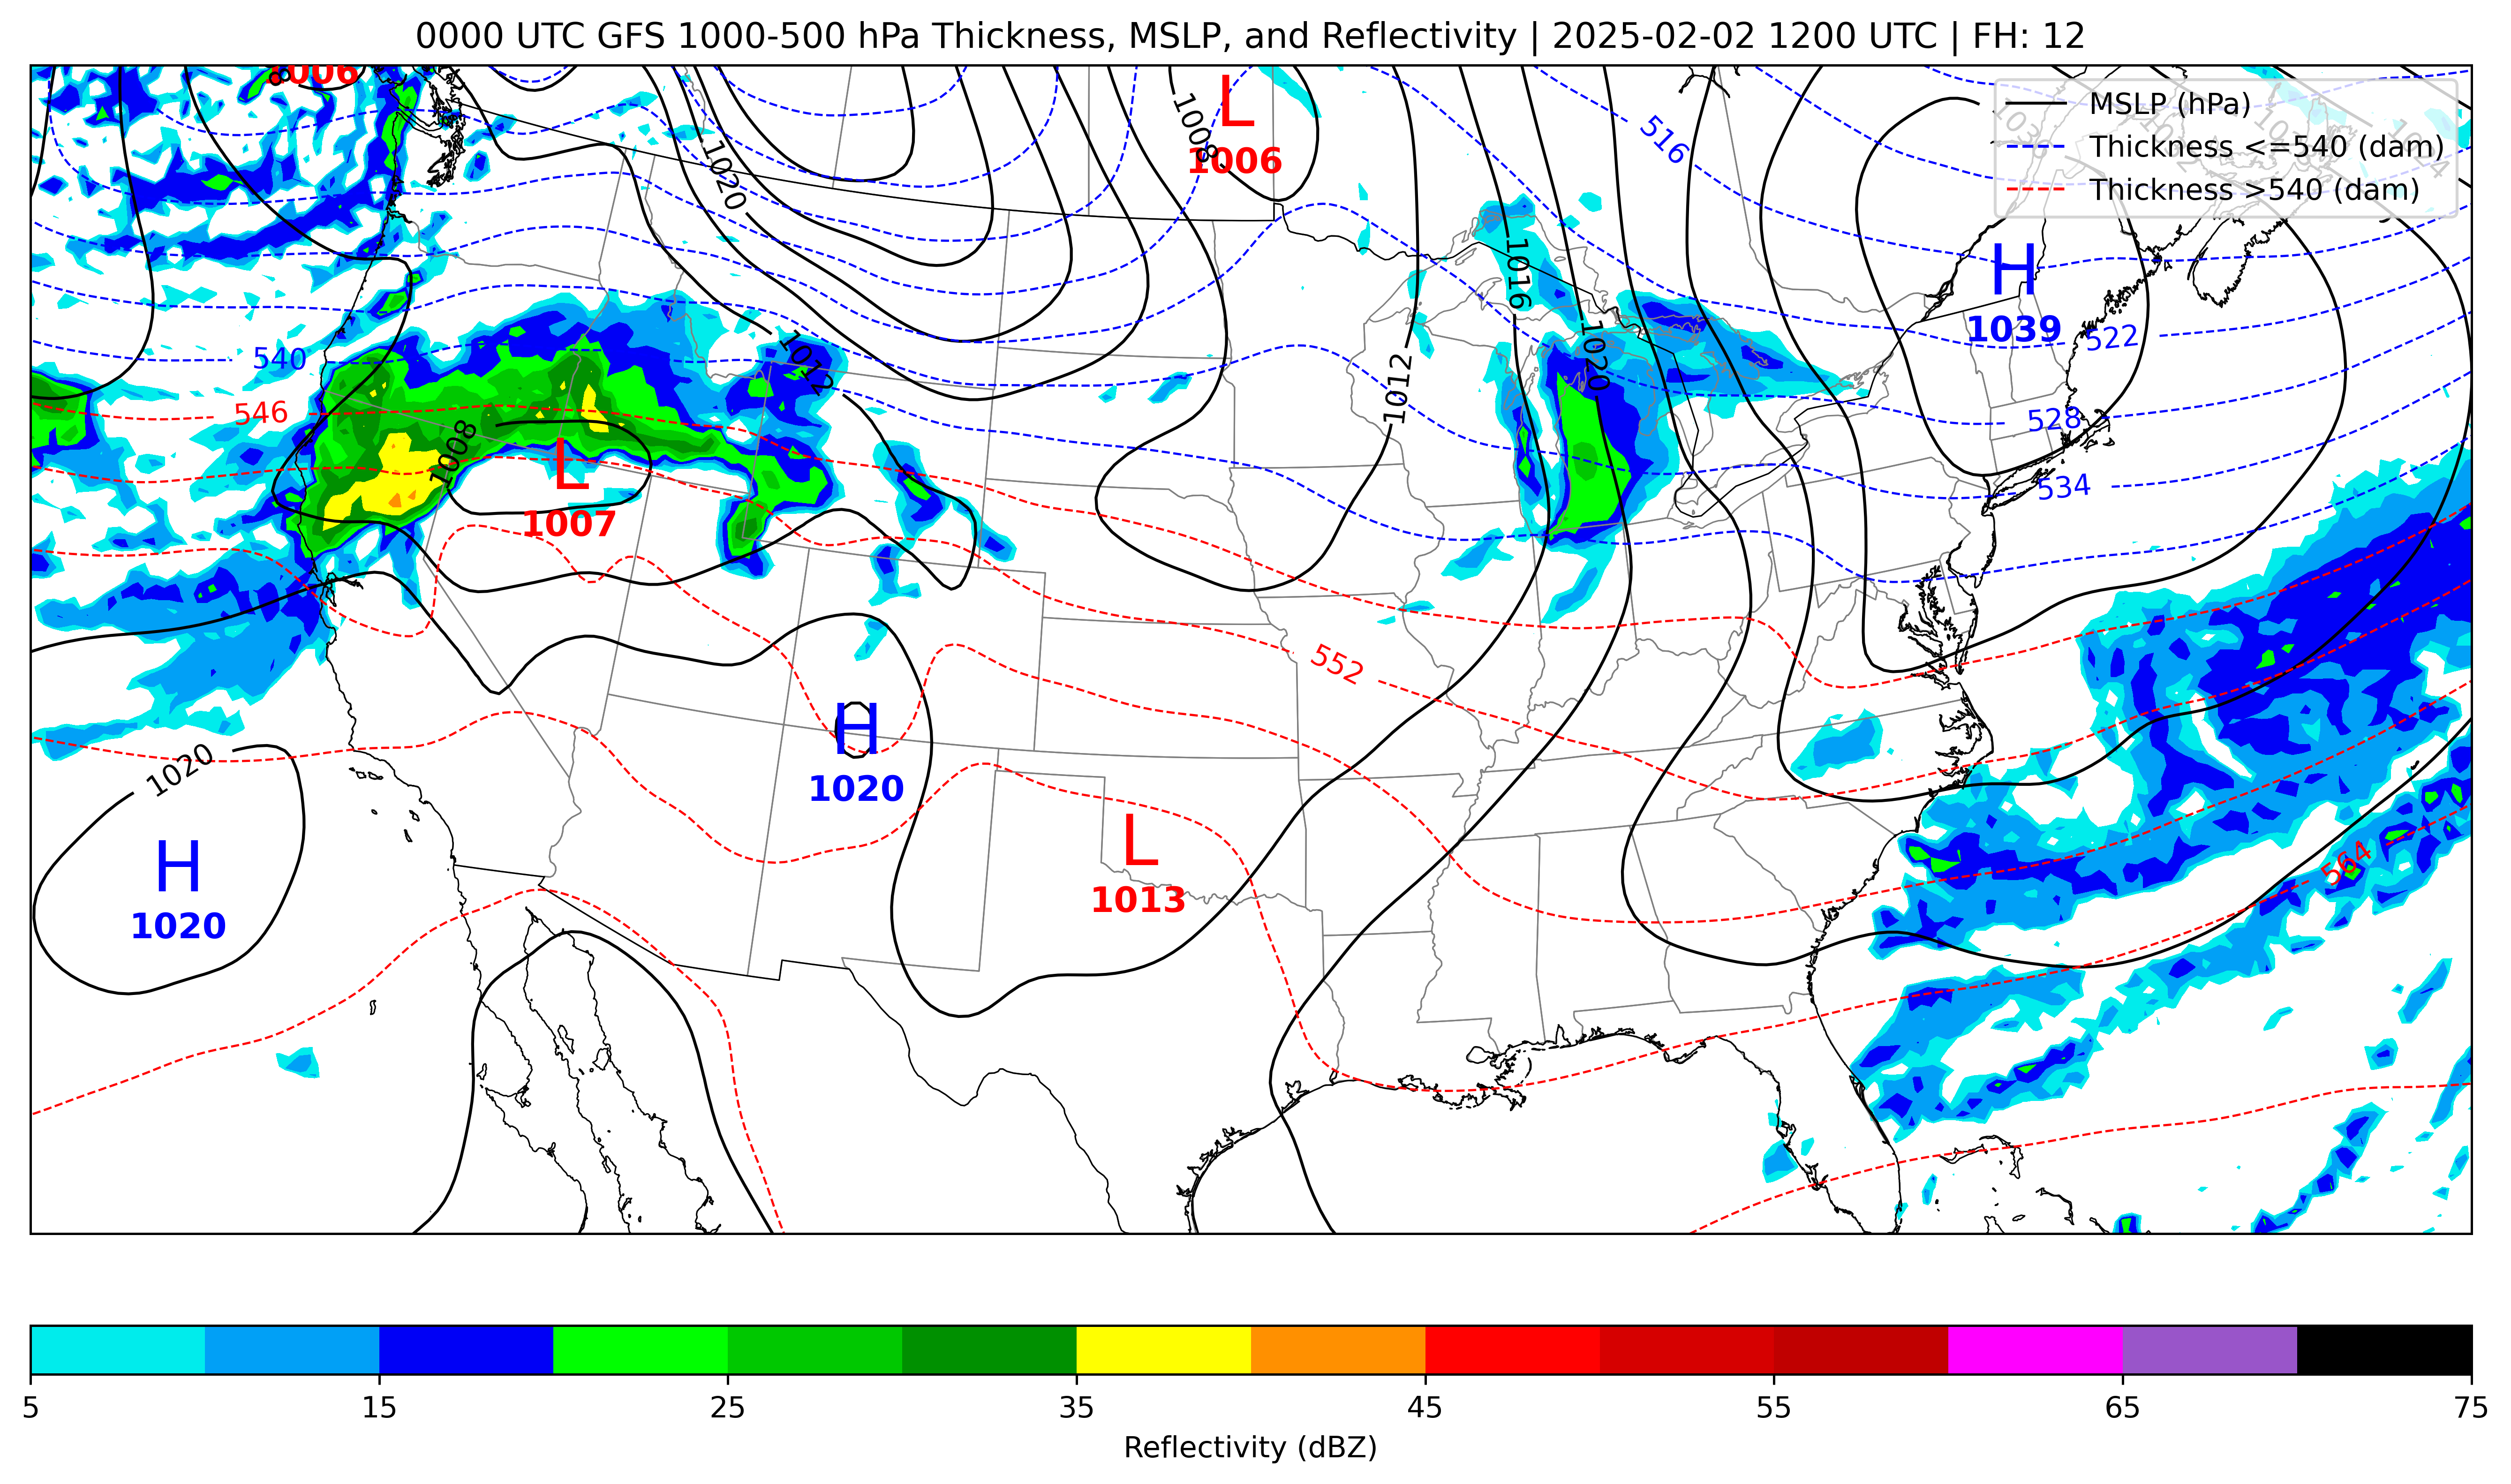 0000 UTC GFS 1000-500 hPa Thickness, MSLP, and Reflectivity | 2025-02-02 1200 UTC | FH: 12
1006
L
1006
1008
1020
516
MSLP (hPa)
Thickness <=540 (dam)
Thickness >540 (dam)
1016
H
1039
522
540
1012
1020
1012
546
528
1008
L
1007
534
552
H
1020
1020
L
1013
H
1020
564
5 15 25 35 45 55 65 75
Reflectivity (dBZ)